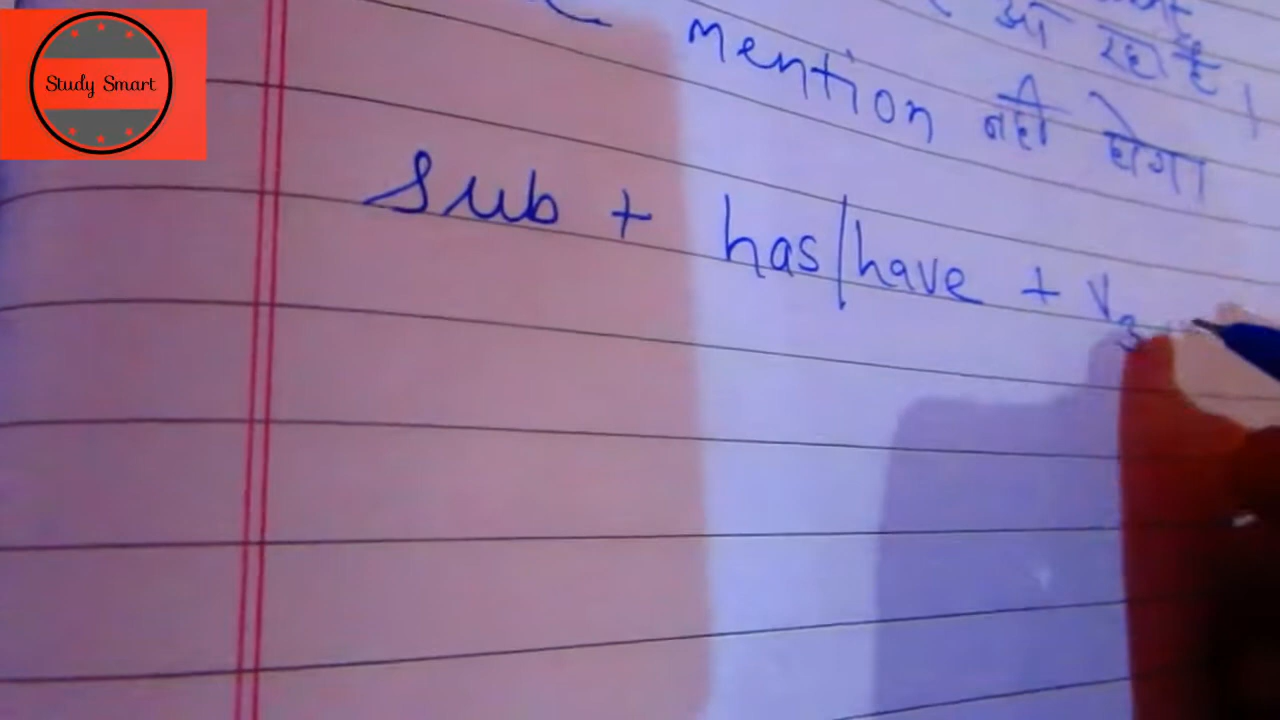 Study Smart
आ रहा है ।
mention नहीं होगा
Sub + has/have + V3